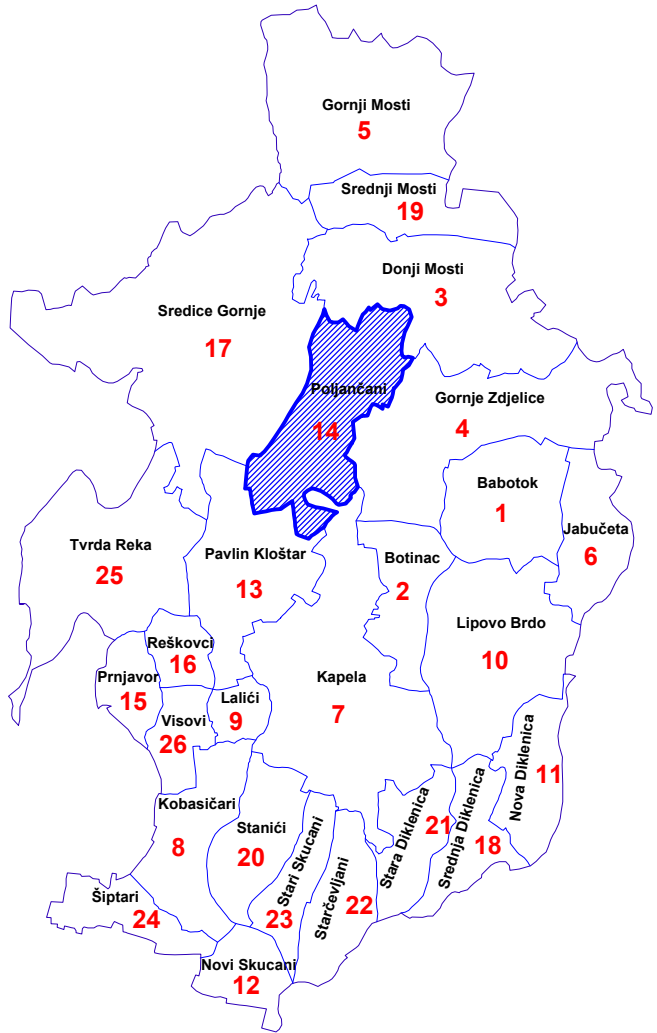 Gornji Mosti
5
Srednji Mosti
19
Donji Mosti
3
Sredice Gornje
17
Poljančani
14
Gornje Zdjelice
4
Babotok
1
Jabučeta
6
Tvrda Reka
25
Pavlin Kloštar
13
Botinac
2
Lipovo Brdo
10
Reškovci
16
Prnjavor
15
Kapela
7
Lalići
9
Visovi
26
Nova Diklenica
11
Kobasičari
8
Stanići
20
Stari Skucani
23
Starčevljani
22
Stara Diklenica
21
Srednja Diklenica
18
Šiptari
24
Novi Skucani
12